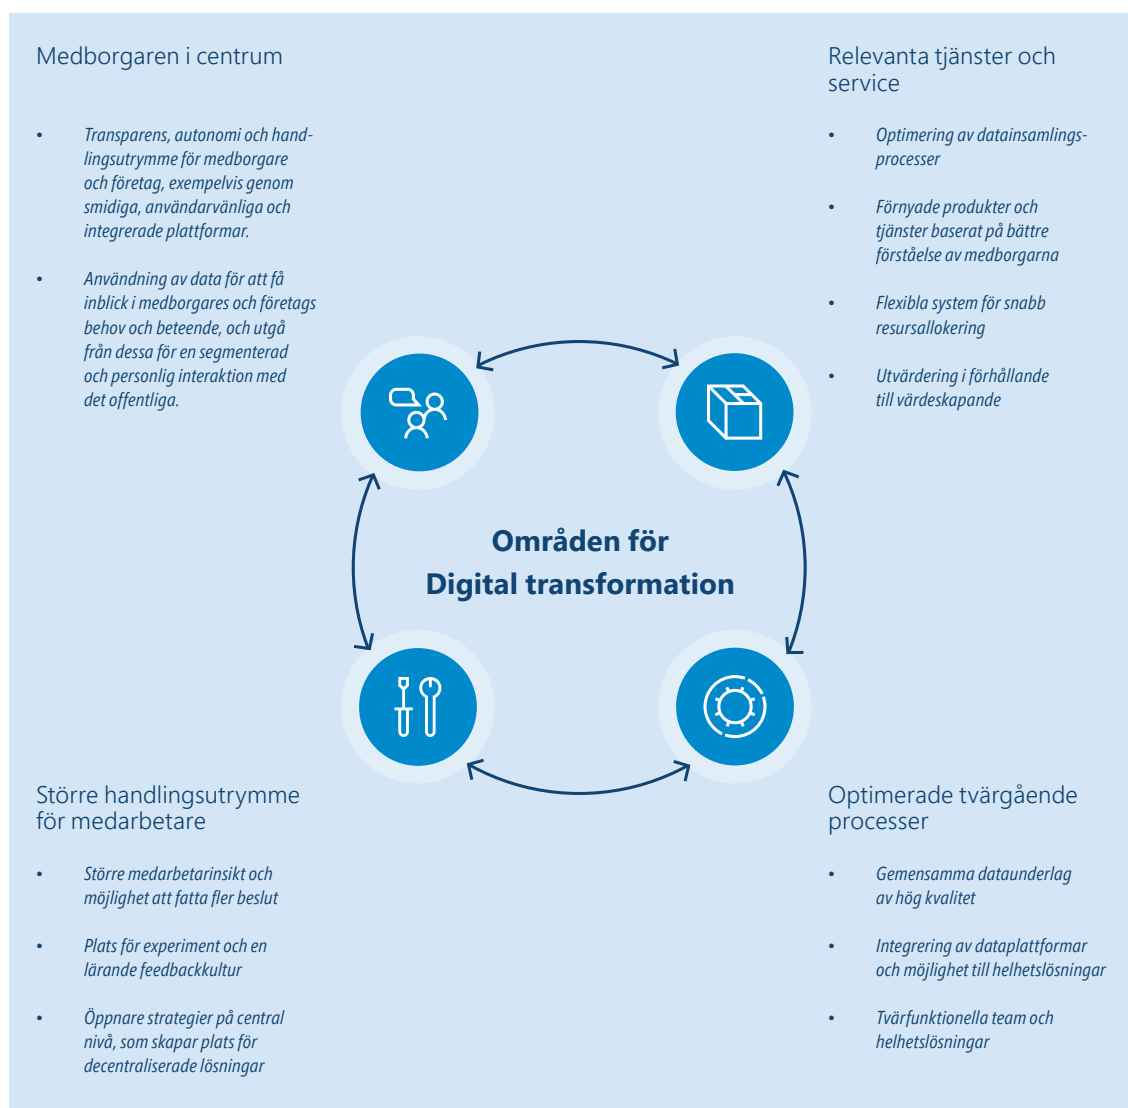 Medborgaren i centrum
• Transparens, autonomi och hand-
lingsutrymme för medborgare
och företag, exempelvis genom
smidiga, användarvänliga och
integrerade plattformar.
• Användning av data för att få
inblick i medborgares och företags
behov och beteende, och utgå
från dessa för en segmenterad
och personlig interaktion med
det offentliga.
Relevanta tjänster och
service
• Optimering av datainsamlings-
processer
• Förnyade produkter och
tjänster baserat på bättre
förståelse av medborgarna
• Flexibla system för snabb
resursallokering
• Utvärdering i förhållande
till värdeskapande
Områden för
Digital transformation
Större handlingsutrymme
för medarbetare
• Större medarbetarinsikt och
möjlighet att fatta fler beslut
• Plats för experiment och en
lärande feedbackkultur
• Öppnare strategier på central
nivå, som skapar plats för
decentraliserade lösningar
Optimerade tvärgående
processer
• Gemensamma dataunderlag
av hög kvalitet
• Integrering av dataplattformar
och möjlighet till helhetslösningar
• Tvärfunktionella team och
helhetslösningar